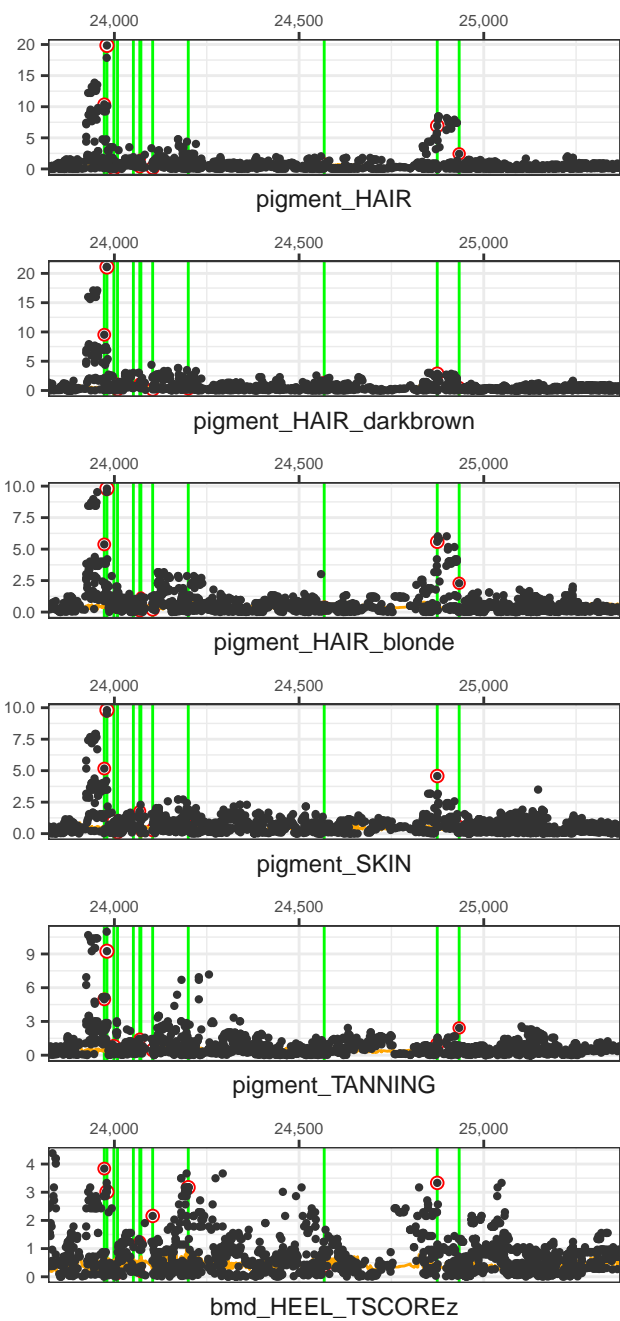 24,000 24,500 25,000
20
15
10
5
0
pigment_HAIR
24,000 24,500 25,000
20
15
10
5
0
pigment_HAIR_darkbrown
24,000 24,500 25,000
10.0
7.5
5.0
2.5
0.0
pigment_HAIR_blonde
24,000 24,500 25,000
10.0
7.5
5.0
2.5
0.0
pigment_SKIN
24,000 24,500 25,000
9
6
3
0
pigment_TANNING
24,000 24,500 25,000
4
3
2
1
0
bmd_HEEL_TSCOREz